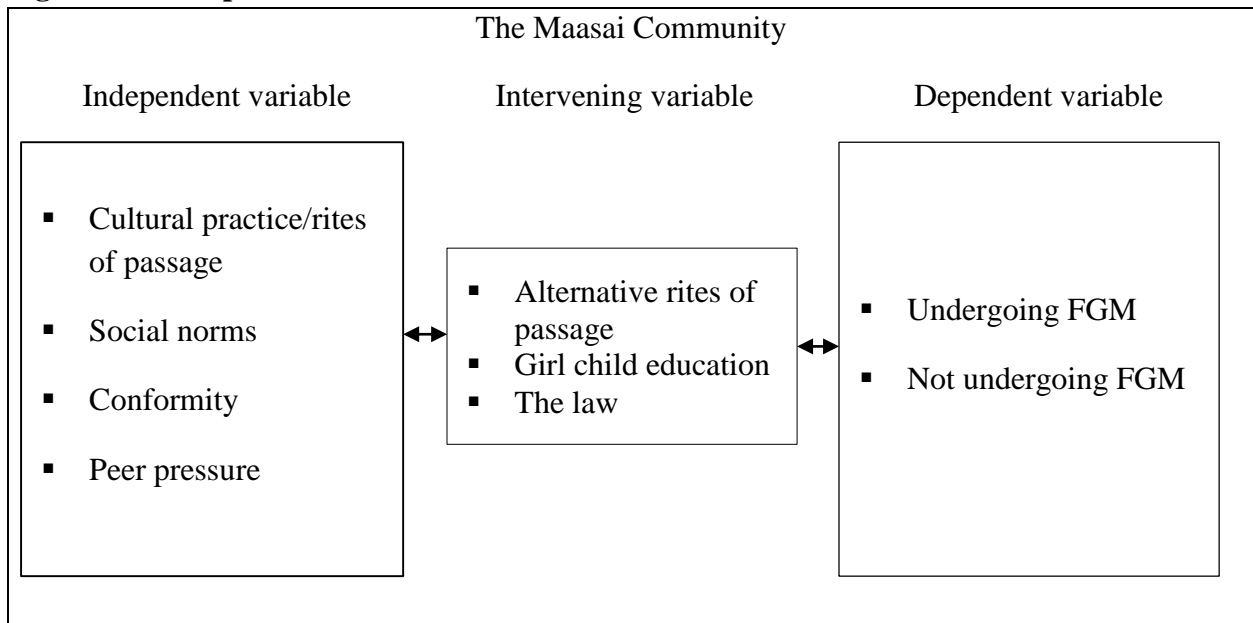 The Maasai Community
Independent variable
Intervening variable
Dependent variable
▪ Cultural practice/rites
of passage
▪ Social norms
▪ Conformity
▪ Peer pressure
▪ Alternative rites of
passage
▪ Girl child education
▪ The law
▪ Undergoing FGM
▪ Not undergoing FGM